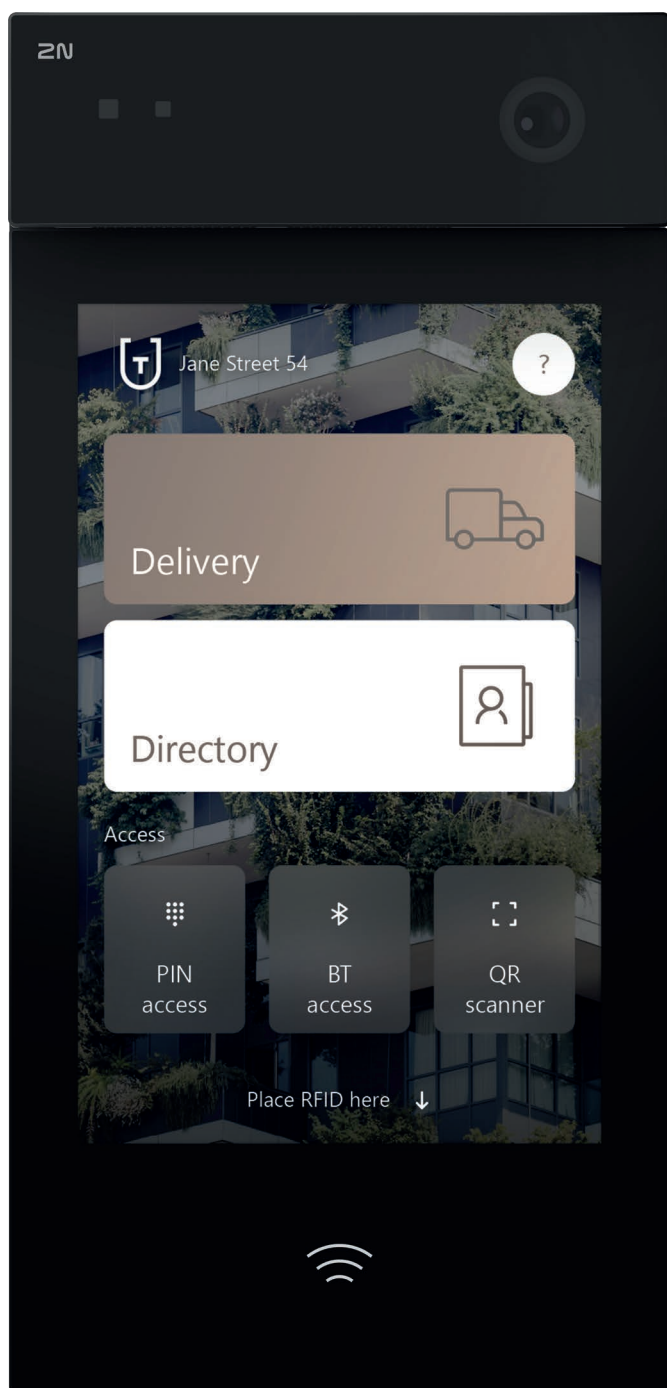 2N
T Jane Street 54
?
Delivery
Directory
Access
PIN
access
BT
access
QR
scanner
Place RFID here ↓